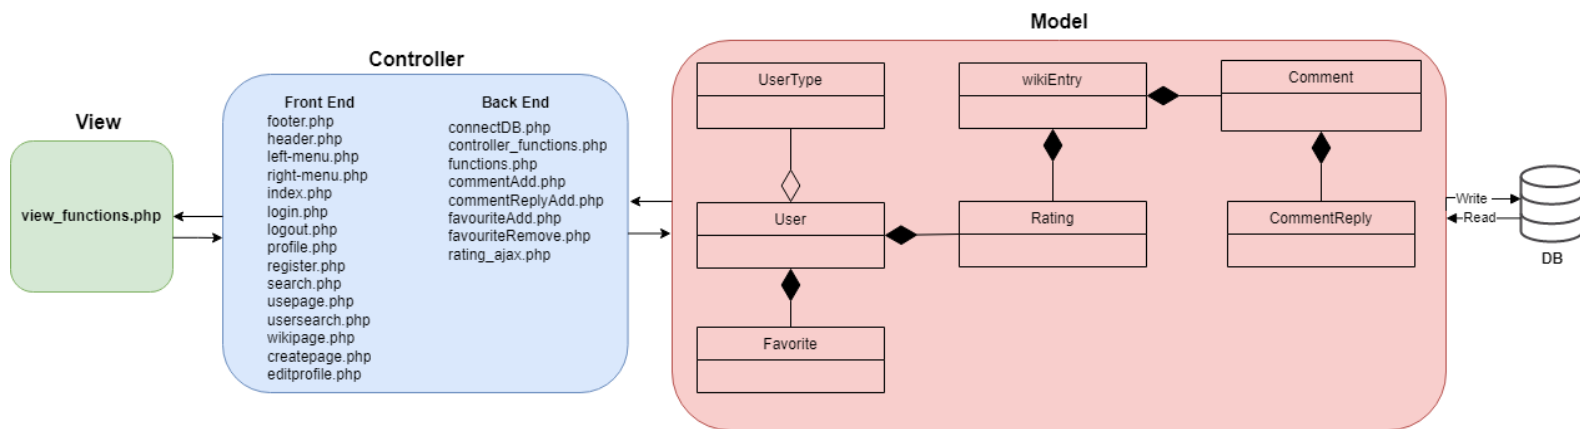 View
view_functions.php
Controller
Front End
footer.php
header.php
left-menu.php
right-menu.php
index.php
login.php
logout.php
profile.php
register.php
search.php
usepage.php
usersearch.php
wikipage.php
createpage.php
editprofile.php
Back End
connectDB.php
controller_functions.php
functions.php
commentAdd.php
commentReplyAdd.php
favouriteAdd.php
favouriteRemove.php
rating_ajax.php
Model
UserType
wikiEntry
Comment
User
Rating
CommentReply
Favorite
Write
Read
DB